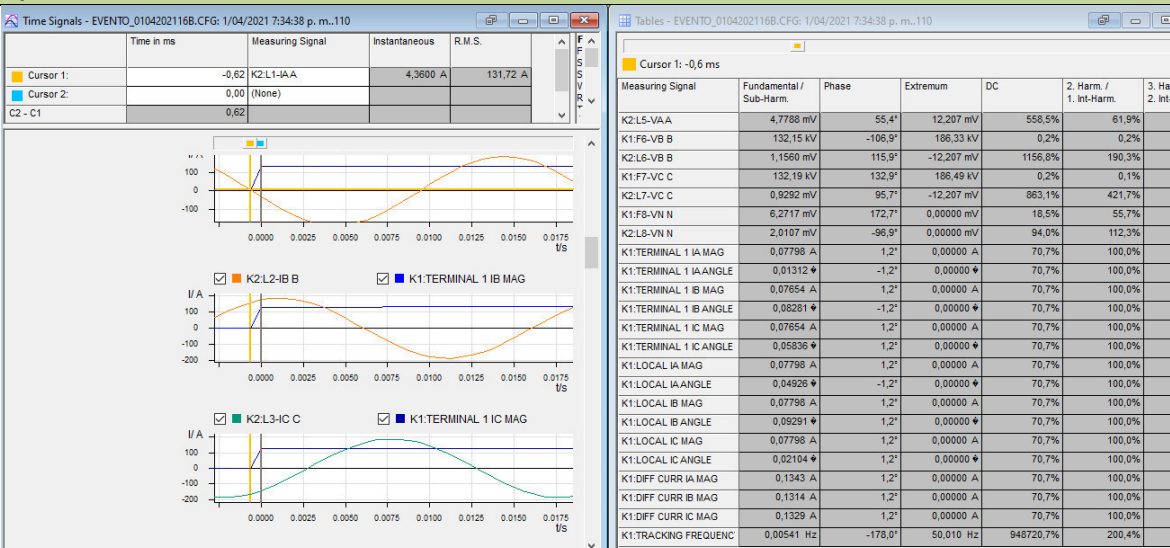 Time Signals - EVENTO_0104202116B.CFG: 1/04/2021 7:34:38 p. m..110
Time in ms Measuring Signal Instantaneous R.M.S.
Cursor 1: -0,62 K2:L1-IA A 4,3600 A 131,72 A
Cursor 2: 0,00 (None)
C2 - C1 0,62
F
F
S
S
V
R
I/ A
100
0
-100
0.0000 0.0025 0.0050 0.0075 0.0100 0.0125 0.0150 0.0175
t/s
K2:L2-IB B K1:TERMINAL 1 IB MAG
I/ A
100
0
-100
-200
0.0000 0.0025 0.0050 0.0075 0.0100 0.0125 0.0150 0.0175
t/s
K2:L3-IC C K1:TERMINAL 1 IC MAG
I/ A
100
0
-100
-200
0.0000 0.0025 0.0050 0.0075 0.0100 0.0125 0.0150 0.0175
t/s
Tables - EVENTO_0104202116B.CFG: 1/04/2021 7:34:38 p. m..110
Cursor 1: -0,6 ms
Measuring Signal Fundamental / Sub-Harm. Phase Extremum DC 2. Harm. / 1. Int-Harm. 3. Ha 2. Int
K2:L5-VA A 4,7788 mV 55,4° 12,207 mV 558,5% 61,9%
K1:F6-VB B 132,15 kV -106,9° 186,33 kV 0,2% 0,2%
K2:L6-VB B 1,1560 mV 115,9° -12,207 mV 1156,8% 190,3%
K1:F7-VC C 132,19 kV 132,9° 186,49 kV 0,2% 0,1%
K2:L7-VC C 0,9292 mV 95,7° -12,207 mV 863,1% 421,7%
K1:F8-VN N 6,2717 mV 172,7° 0,00000 mV 18,5% 55,7%
K2:L8-VN N 2,0107 mV -96,9° 0,00000 mV 94,0% 112,3%
K1:TERMINAL 1 IA MAG 0,07798 A 1,2° 0,00000 A 70,7% 100,0%
K1:TERMINAL 1 IA ANGLE 0,01312 � -1,2° 0,00000 � 70,7% 100,0%
K1:TERMINAL 1 IB MAG 0,07654 A 1,2° 0,00000 A 70,7% 100,0%
K1:TERMINAL 1 IB ANGLE 0,08281 � -1,2° 0,00000 � 70,7% 100,0%
K1:TERMINAL 1 IC MAG 0,07654 A 1,2° 0,00000 A 70,7% 100,0%
K1:TERMINAL 1 IC ANGLE 0,05836 � 1,2° 0,00000 � 70,7% 100,0%
K1:LOCAL IA MAG 0,07798 A 1,2° 0,00000 A 70,7% 100,0%
K1:LOCAL IA ANGLE 0,04926 � -1,2° 0,00000 � 70,7% 100,0%
K1:LOCAL IB MAG 0,07798 A 1,2° 0,00000 A 70,7% 100,0%
K1:LOCAL IB ANGLE 0,09291 � 1,2° 0,00000 � 70,7% 100,0%
K1:LOCAL IC MAG 0,07798 A 1,2° 0,00000 A 70,7% 100,0%
K1:LOCAL IC ANGLE 0,02104 � 1,2° 0,00000 � 70,7% 100,0%
K1:DIFF CURR IA MAG 0,1343 A 1,2° 0,00000 A 70,7% 100,0%
K1:DIFF CURR IB MAG 0,1314 A 1,2° 0,00000 A 70,7% 100,0%
K1:DIFF CURR IC MAG 0,1329 A 1,2° 0,00000 A 70,7% 100,0%
K1:TRACKING FREQUENC 0,00541 Hz -178,0° 50,010 Hz 948720,7% 200,4%